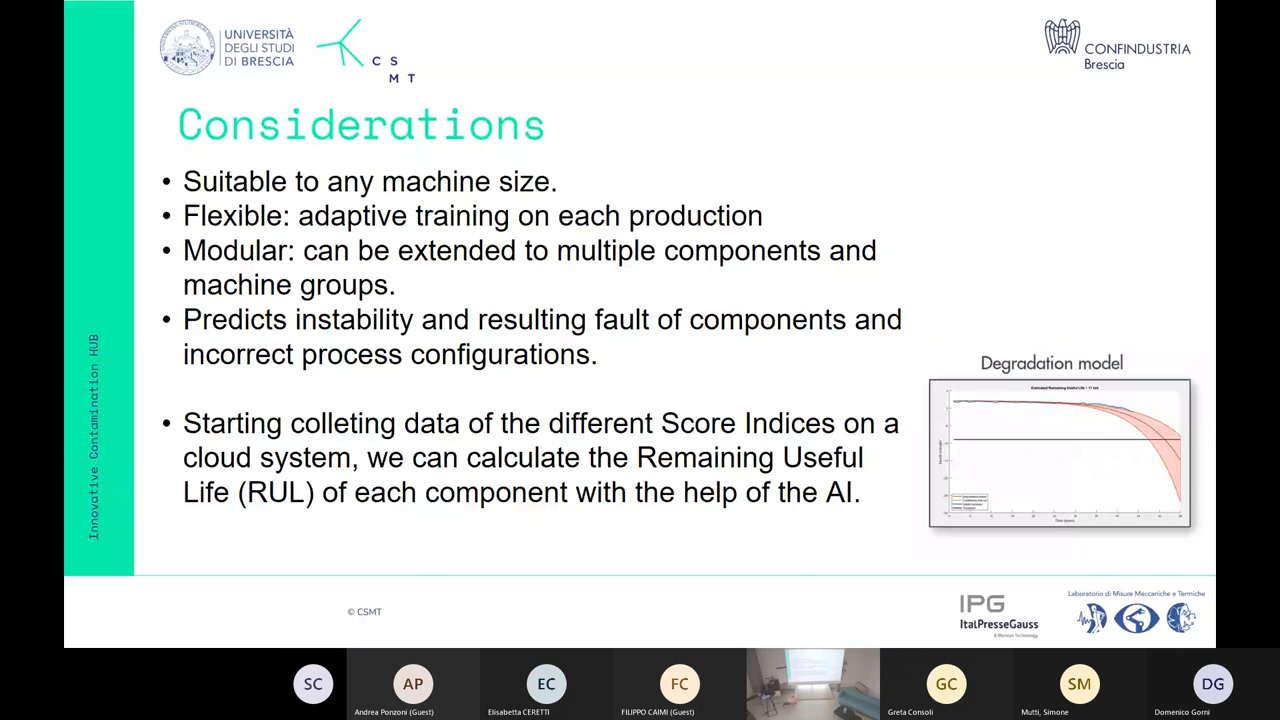 UNIVERSITÀ
DEGLI STUDI
DI BRESCIA
C S
M T
CONFINDUSTRIA
Brescia
Considerations
• Suitable to any machine size.
• Flexible: adaptive training on each production
• Modular: can be extended to multiple components and
machine groups.
• Predicts instability and resulting fault of components and
incorrect process configurations.
• Starting colleting data of the different Score Indices on a
cloud system, we can calculate the Remaining Useful
Life (RUL) of each component with the help of the AI.
Innovative Contamination HUB
Degradation model
© CSMT
IPG
ItalPresseGauss
Laboratorio di Misure Meccaniche e Termiche
SC
AP
Andrea Ponzoni (Guest)
EC
Elisabetta CERETTI
FC
FILIPPO CAIMI (Guest)
GC
Greta Consoli
SM
Mutti, Simone
DG
Domenico Gorni